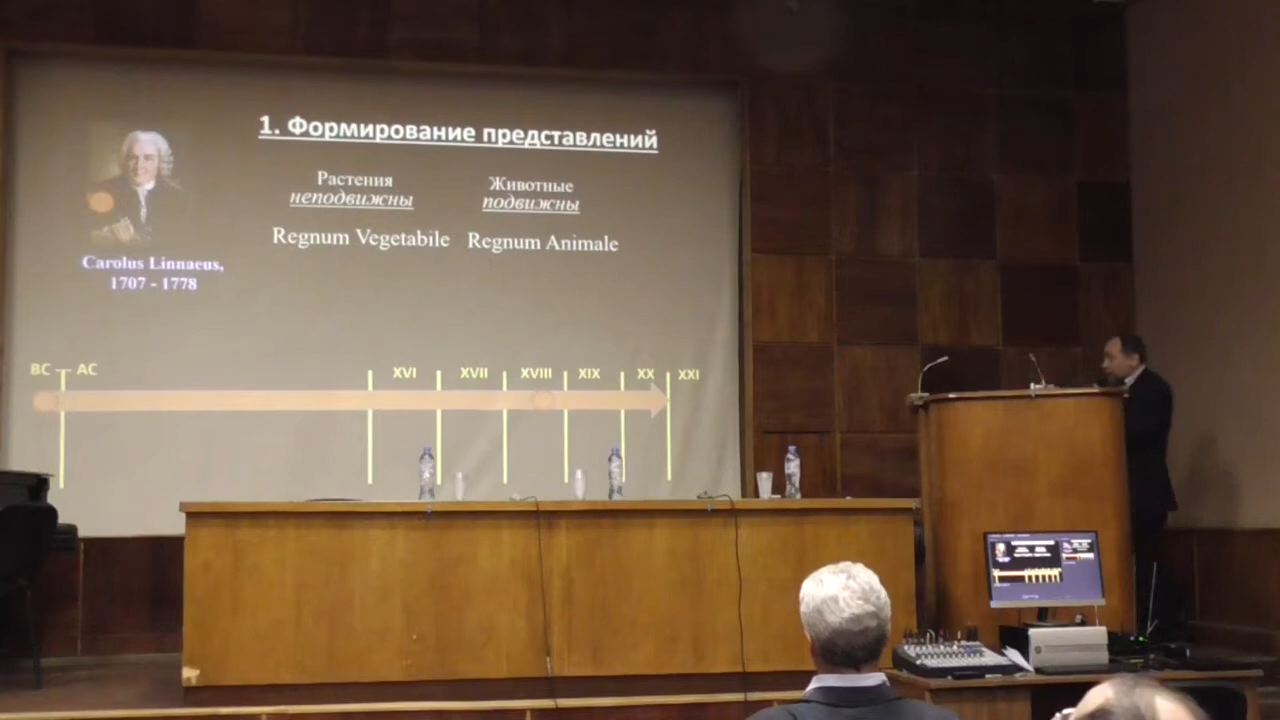 1. Формирование представлений
Растения
неподвижны
Животные
подвижны
Regnum Vegetabile
Regnum Animale
Carolus Linnaeus,
1707 - 1778
BC
AC
XVI
XVII
XVIII
XIX
XX
XXI